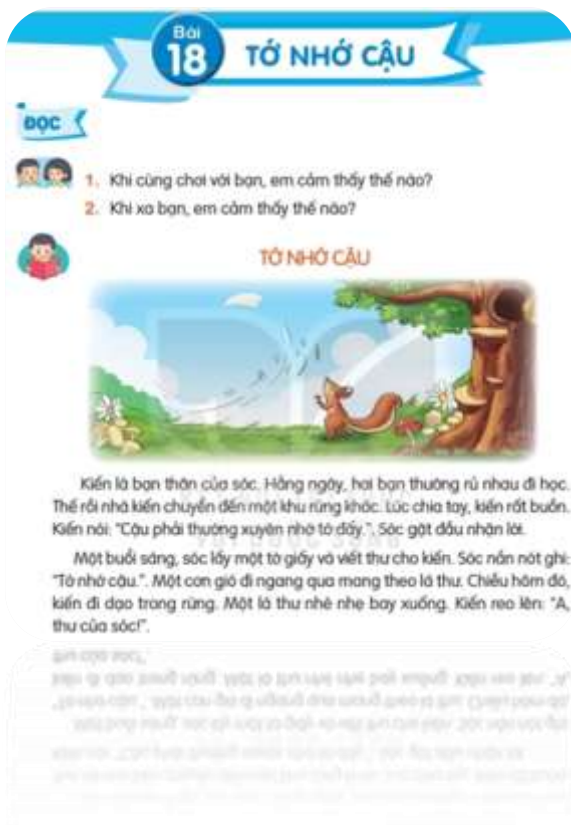 Bài
18
TỚ NHỚ CẬU
ĐỌC
1. Khi cùng chơi với bạn, em cảm thấy thế nào?
2. Khi xa bạn, em cảm thấy thế nào?
TỚ NHỚ CẬU
Kiến là bạn thân của sóc. Hằng ngày, hai bạn thường rủ nhau đi học.
Thế rồi nhà kiến chuyển đến một khu rừng khác. Lúc chia tay, kiến rất buồn.
Kiến nói: "Cậu phải thường xuyên nhớ tớ đấy.". Sóc gật đầu nhận lời.
Một buổi sáng, sóc lấy một tờ giấy và viết thư cho kiến. Sóc nắn nót ghi:
"Tớ nhớ cậu.". Một cơn gió đi ngang qua mang theo lá thư. Chiều hôm đó,
kiến đi dạo trong rừng. Một lá thư nhè nhẹ bay xuống. Kiến reo lên: "A,
thư của sóc!".